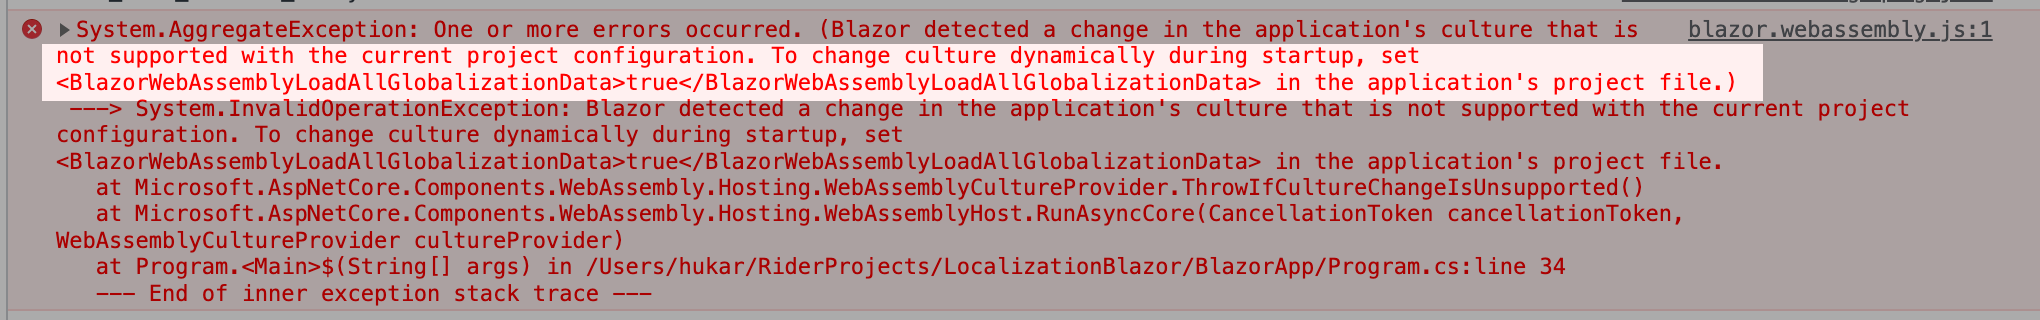 System.AggregateException: One or more errors occurred. (Blazor detected a change in the application's culture that is blazor.webassembly.js:1
not supported with the current project configuration. To change culture dynamically during startup, set
<BlazorWebAssemblyLoadAllGlobalizationData>true</BlazorWebAssemblyLoadAllGlobalizationData> in the application's project file.)
---> System.InvalidOperationException: Blazor detected a change in the application's culture that is not supported with the current project
configuration. To change culture dynamically during startup, set
<BlazorWebAssemblyLoadAllGlobalizationData>true</BlazorWebAssemblyLoadAllGlobalizationData> in the application's project file.
at Microsoft.AspNetCore.Components.WebAssembly.Hosting.WebAssemblyCultureProvider.ThrowIfCultureChangeIsUnsupported()
at Microsoft.AspNetCore.Components.WebAssembly.Hosting.WebAssemblyHost.RunAsyncCore(CancellationToken cancellationToken,
WebAssemblyCultureProvider cultureProvider)
at Program.<Main>$(String[] args) in /Users/hukar/RiderProjects/LocalizationBlazor/BlazorApp/Program.cs:line 34
--- End of inner exception stack trace ---